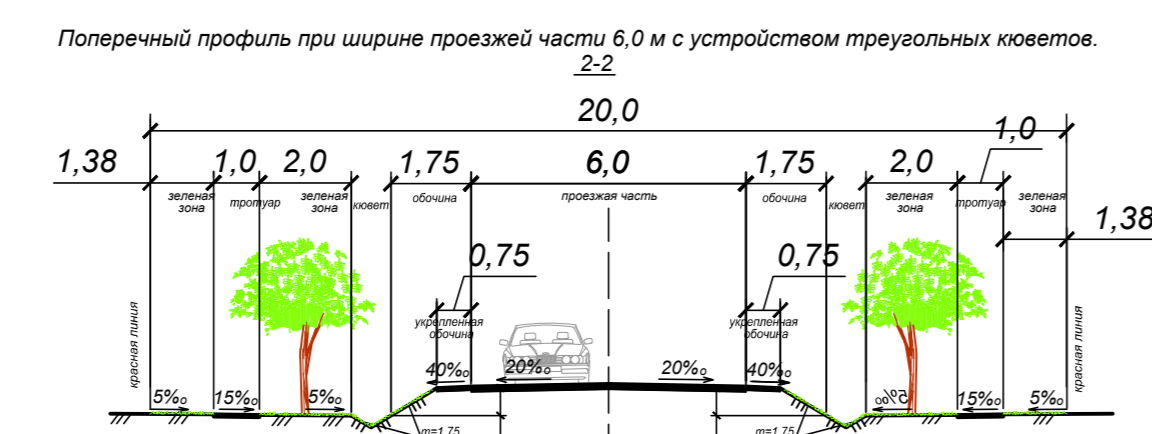 Поперечный профиль при ширине проезжей части 6,0 м с устройством треугольных кюветов.
2-2
20,0
1,0
1,38 1,0 2,0 1,75 6,0 1,75 2,0
зеленая зона
тротуар
зеленая зона
кювет
обочина
проезжая часть
обочина
кювет
зеленая зона
тротуар
зеленая зона
1,38
0,75 0,75
красная линия
укрепленная обочина
укрепленная обочина
красная линия
5‰ 15‰ 5‰ 40‰ 20‰ 20‰ 40‰ 5‰ 15‰ 5‰
m=1,75 m=1,75